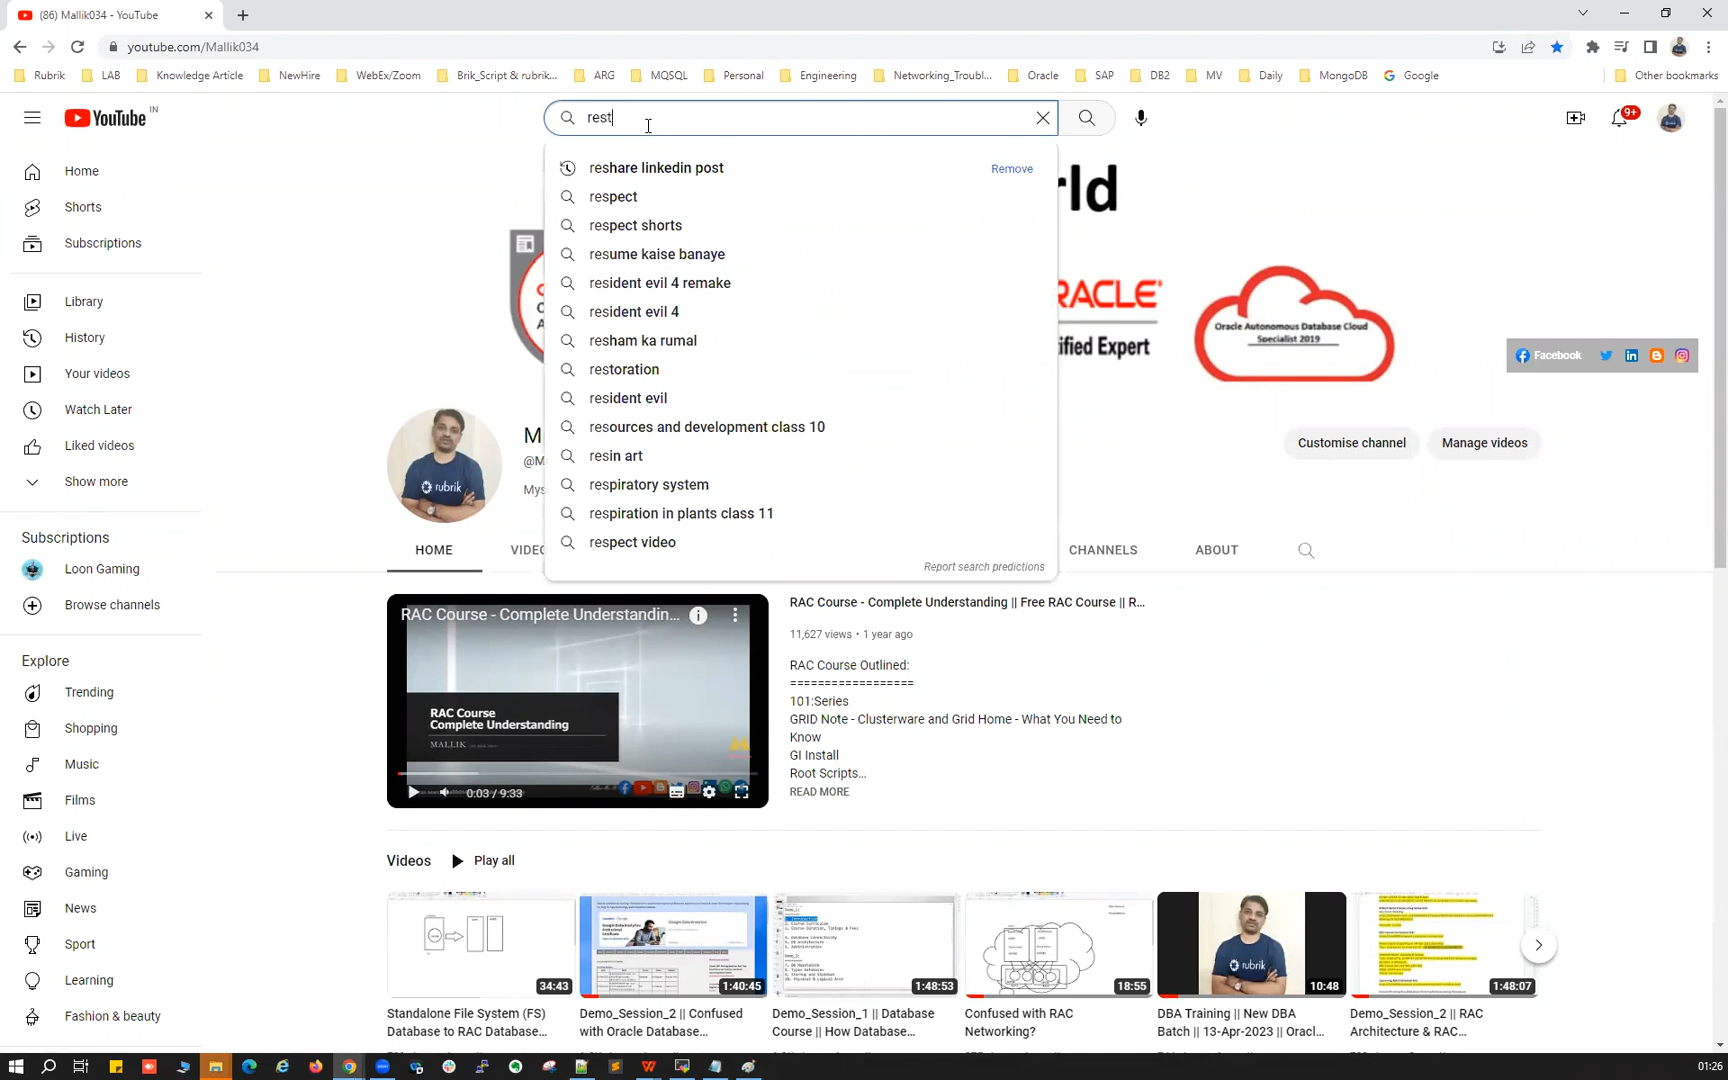 (86) Mallik034 - YouTube
youtube.com/Mallik034
Rubrik LAB Knowledge Article NewHire WebEx/Zoom Brik_Script & rubrik... ARG MQSQL Personal Engineering Networking_Troubl... Oracle SAP DB2 MV Daily MongoDB Google Other bookmarks
YouTube IN
rest
9+
reshare linkedin post Remove
respect
respect shorts
resume kaise banaye
resident evil 4 remake
resident evil 4
resham ka rumal
restoration
resident evil
resources and development class 10
resin art
respiratory system
respiration in plants class 11
respect video
Report search predictions
Home
Shorts
Subscriptions
Library
History
Your videos
Watch Later
Liked videos
Show more
Subscriptions
Loon Gaming
Browse channels
Explore
Trending
Shopping
Music
Films
Live
Gaming
News
Sport
Learning
Fashion & beauty
rld
RACLE
ified Expert
Oracle Autonomous Database Cloud
Specialist 2019
Facebook
rubrik
M
@M
Mys
Customise channel Manage videos
HOME VIDEO CHANNELS ABOUT
RAC Course - Complete Understandin...
RAC Course
Complete Understanding
MALLIK
0:03 / 9:33
RAC Course - Complete Understanding || Free RAC Course || R...
11,627 views • 1 year ago
RAC Course Outlined:
==================
101:Series
GRID Note - Clusterware and Grid Home - What You Need to
Know
GI Install
Root Scripts...
READ MORE
Videos Play all
34:43
Standalone File System (FS)
Database to RAC Database...
1:40:45
Demo_Session_2 || Confused
with Oracle Database...
1:48:53
Demo_Session_1 || Database
Course || How Database...
18:55
Confused with RAC
Networking?
rubrik
10:48
DBA Training || New DBA
Batch || 13-Apr-2023 || Oracl...
1:48:07
Demo_Session_2 || RAC
Architecture & RAC...
01:26